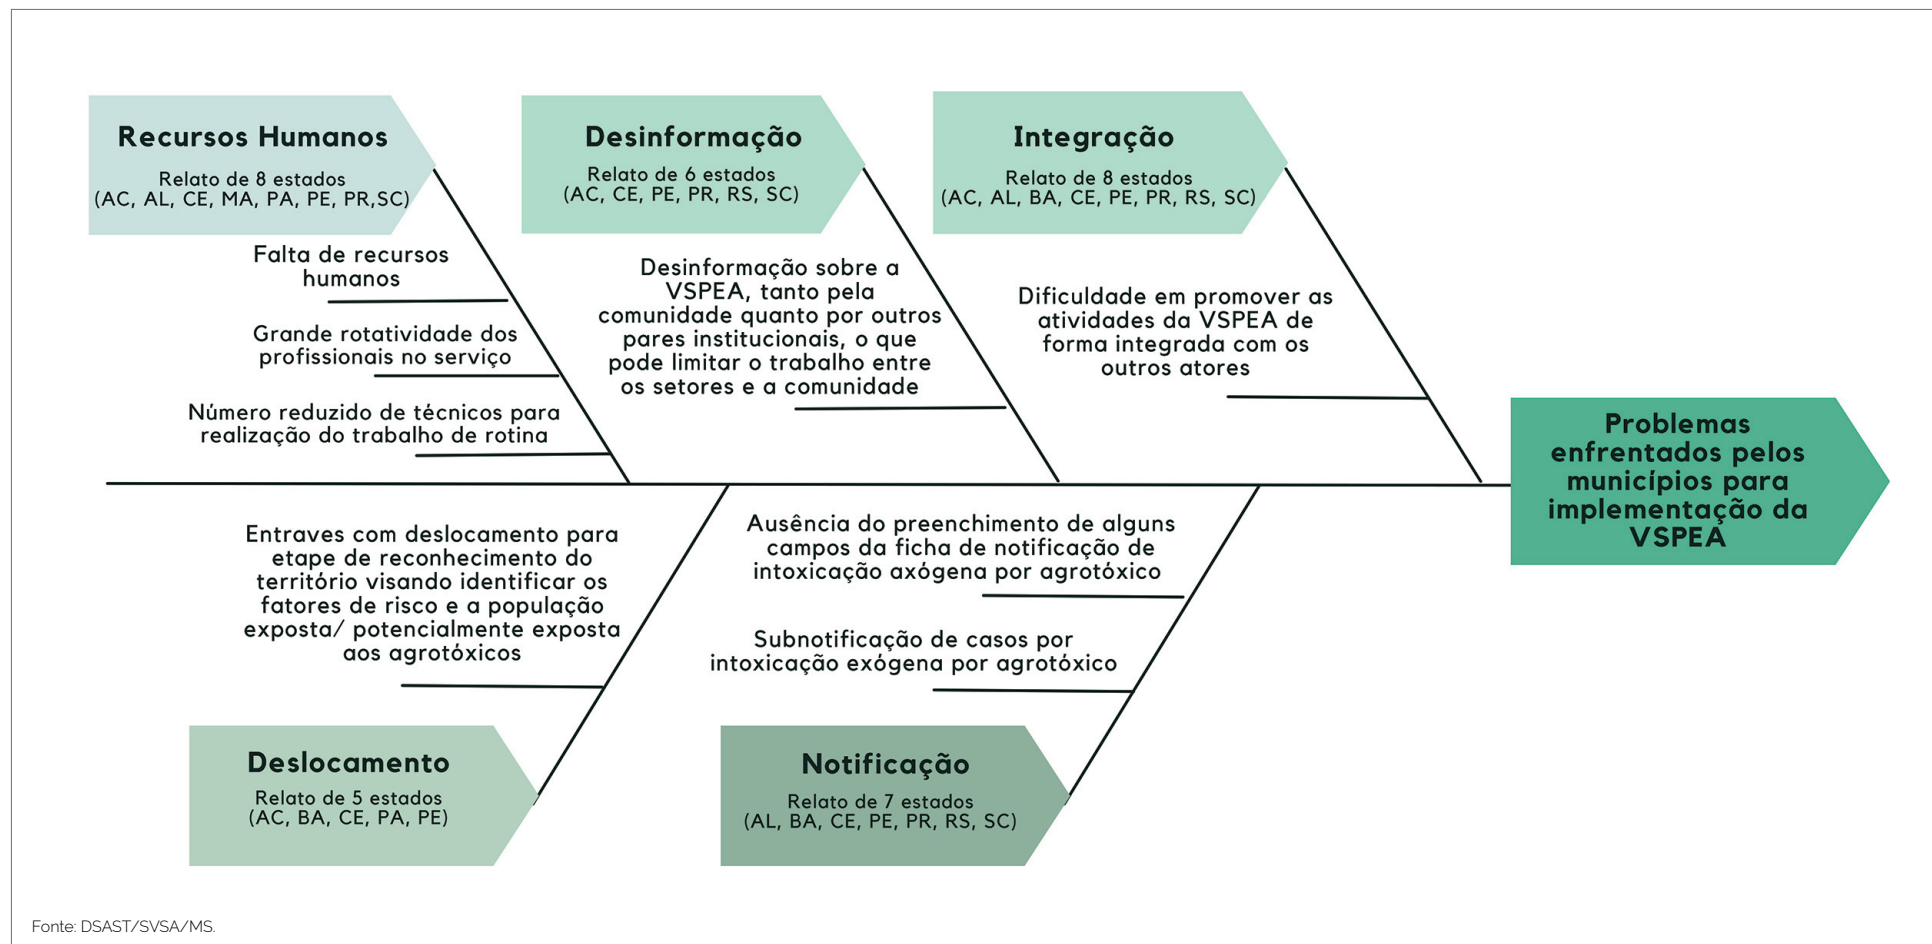 Recursos Humanos
Relato de 8 estados
(AC, AL, CE, MA, PA, PE, PR,SC)
Falta de recursos
humanos
Grande rotatividade dos
profissionais no serviço
Número reduzido de técnicos para
realização do trabalho de rotina
Desinformação
Relato de 6 estados
(AC, CE, PE, PR, RS, SC)
Desinformação sobre a
VSPEA, tanto pela
comunidade quanto por outros
pares institucionais, o que
pode limitar o trabalho entre
os setores e a comunidade
Integração
Relato de 8 estados
(AC, AL, BA, CE, PE, PR, RS, SC)
Dificuldade em promover as
atividades da VSPEA de
forma integrada com os
outros atores
Problemas
enfrentados pelos
municípios para
implementação da
VSPEA
Entraves com deslocamento para
etape de reconhecimento do
território visando identificar os
fatores de risco e a população
exposta/ potencialmente exposta
aos agrotóxicos
Deslocamento
Relato de 5 estados
(AC, BA, CE, PA, PE)
Ausência do preenchimento de alguns
campos da ficha de notificação de
intoxicação axógena por agrotóxico
Subnotificação de casos por
intoxicação exógena por agrotóxico
Notificação
Relato de 7 estados
(AL, BA, CE, PE, PR, RS, SC)
Fonte: DSAST/SVSA/MS.